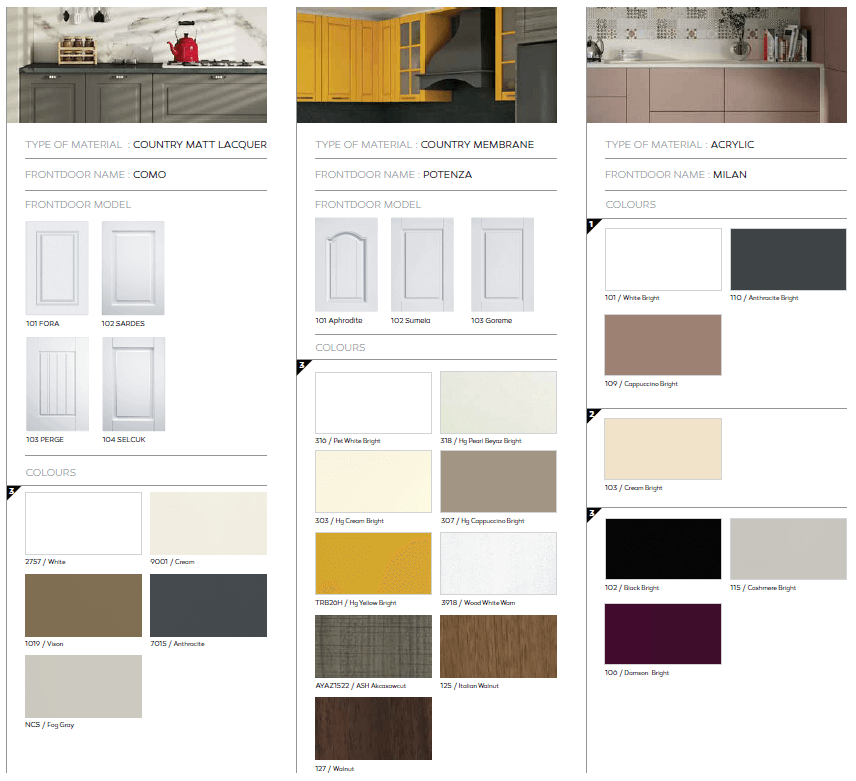 TYPE OF MATERIAL : COUNTRY MATT LACQUER
FRONTDOOR NAME : COMO
FRONTDOOR MODEL
101 FORA
102 SARDES
103 PERGE
104 SELCUK
COLOURS
3
2757 / White
9001 / Cream
1019 / Vison
7015 / Anthracite
NCS / Fog Gray
TYPE OF MATERIAL : COUNTRY MEMBRANE
FRONTDOOR NAME : POTENZA
FRONTDOOR MODEL
101 Aphrodite
102 Sumela
103 Goreme
COLOURS
3
316 / Pet White Bright
318 / Hg Pearl Beyaz Bright
303 / Hg Cream Bright
307 / Hg Cappuccino Bright
TRB26H / Hg Yellow Bright
3918 / Wood White Warn
AYAZ1522 / ASH Akcasawcut
125 / Italian Walnut
127 / Walnut
TYPE OF MATERIAL : ACRYLIC
FRONTDOOR NAME : MILAN
COLOURS
1
101 / White Bright
110 / Anthracite Bright
109 / Cappuccino Bright
2
103 / Cream Bright
3
102 / Black Bright
115 / Cashmere Bright
106 / Damson Bright